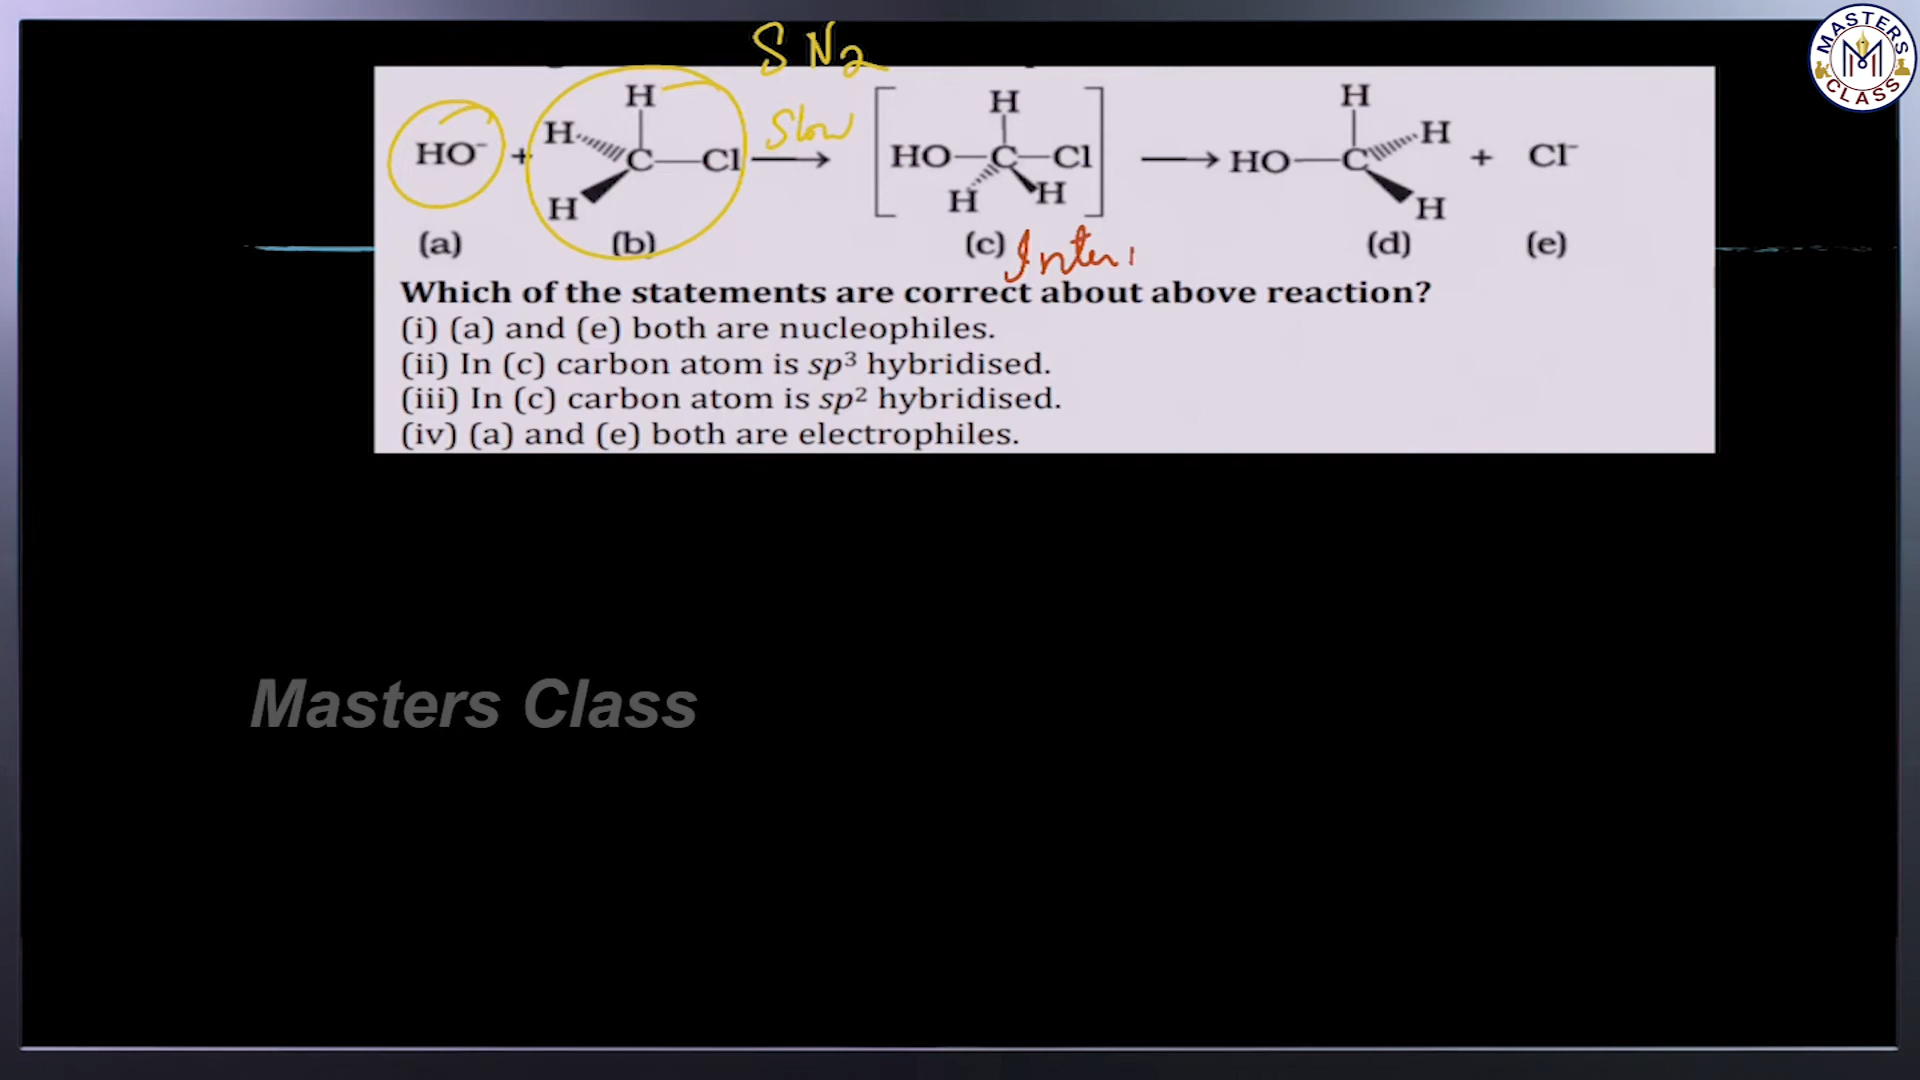 MASTERS CLASS
S N2
Slow
HO⁻ + H H H C Cl → [ HO C Cl H H H ] → HO C H H H + Cl⁻
(a) (b) (c) (d) (e)
Inter
Which of the statements are correct about above reaction?
(i) (a) and (e) both are nucleophiles.
(ii) In (c) carbon atom is sp³ hybridised.
(iii) In (c) carbon atom is sp² hybridised.
(iv) (a) and (e) both are electrophiles.
Masters Class